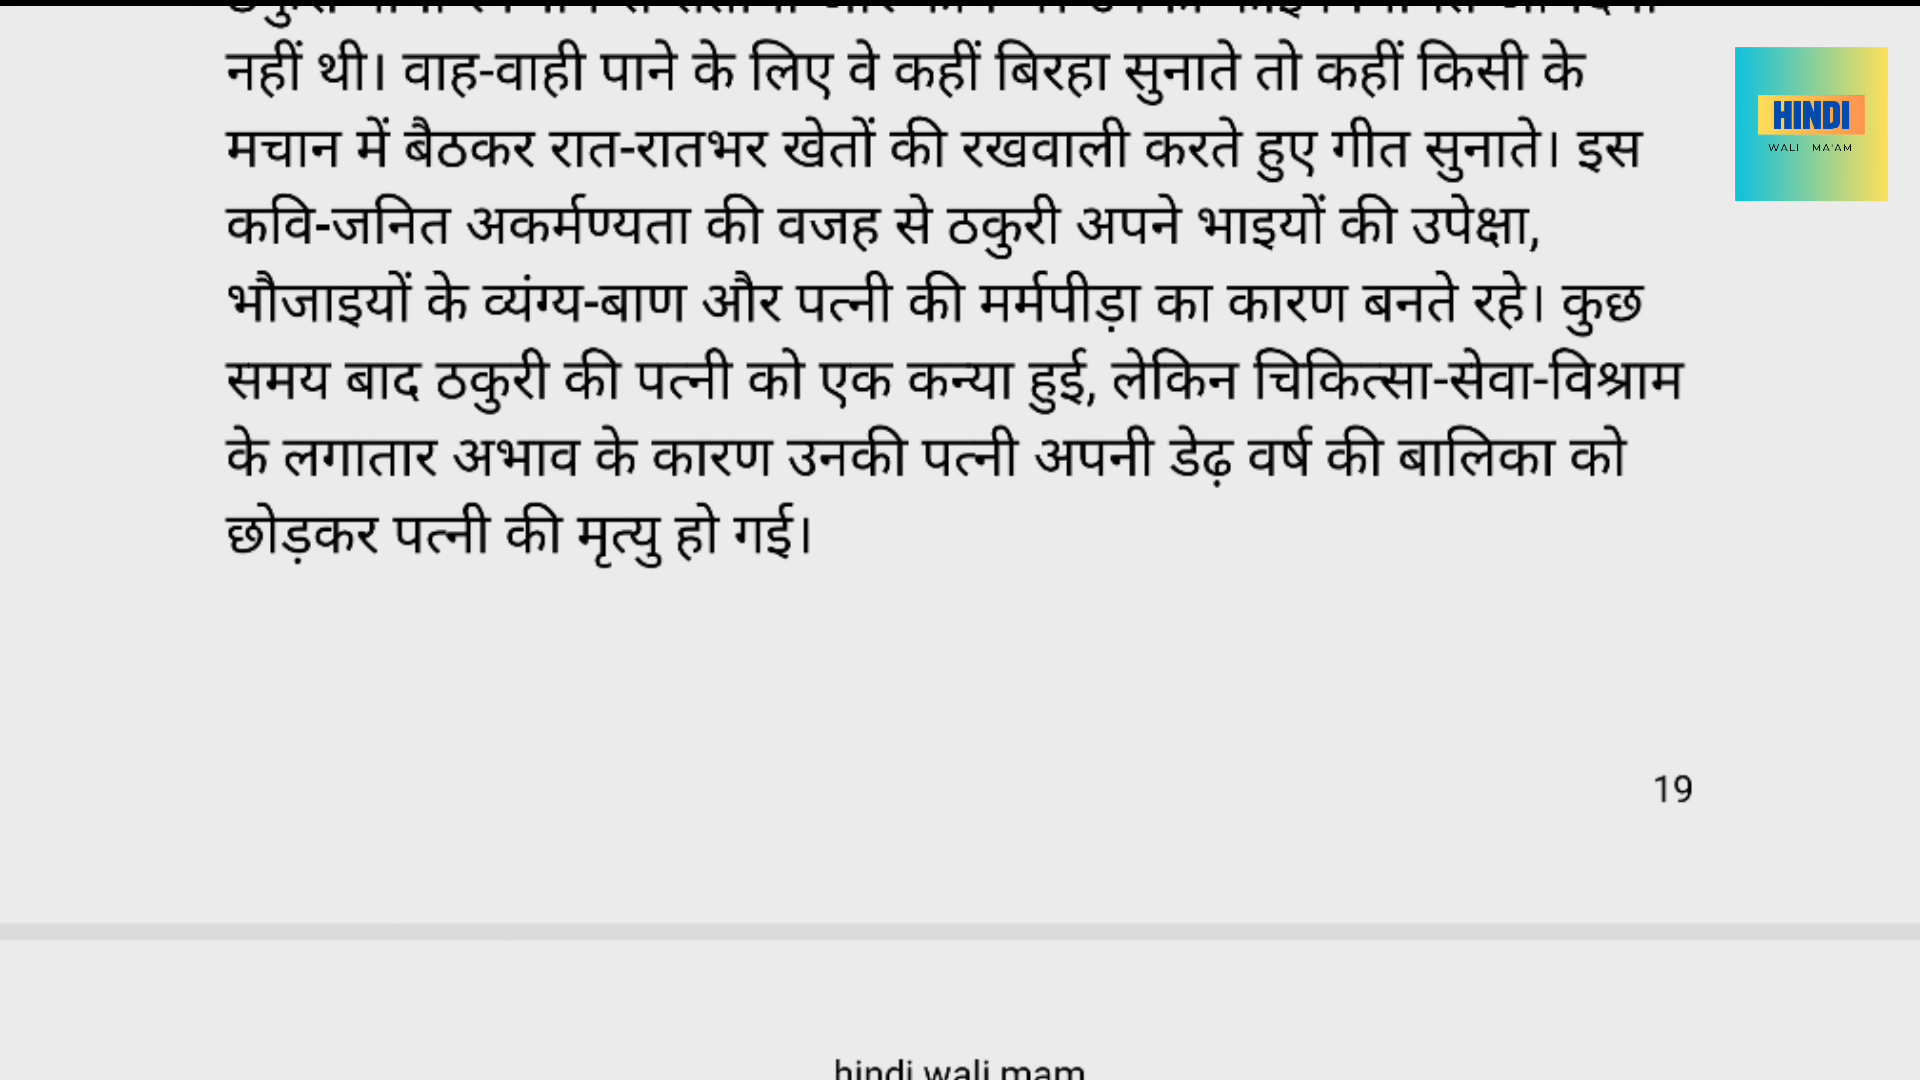 नहीं थी। वाह-वाही पाने के लिए वे कहीं बिरहा सुनाते तो कहीं किसी के
मचान में बैठकर रात-रातभर खेतों की रखवाली करते हुए गीत सुनाते। इस
कवि-जनित अकर्मण्यता की वजह से ठकुरी अपने भाइयों की उपेक्षा,
भौजाइयों के व्यंग्य-बाण और पत्नी की मर्मपीड़ा का कारण बनते रहे। कुछ
समय बाद ठकुरी की पत्नी को एक कन्या हुई, लेकिन चिकित्सा-सेवा-विश्राम
के लगातार अभाव के कारण उनकी पत्नी अपनी डेढ़ वर्ष की बालिका को
छोड़कर पत्नी की मृत्यु हो गई।
HINDI
WALI MA'AM
19
hindi wali mam